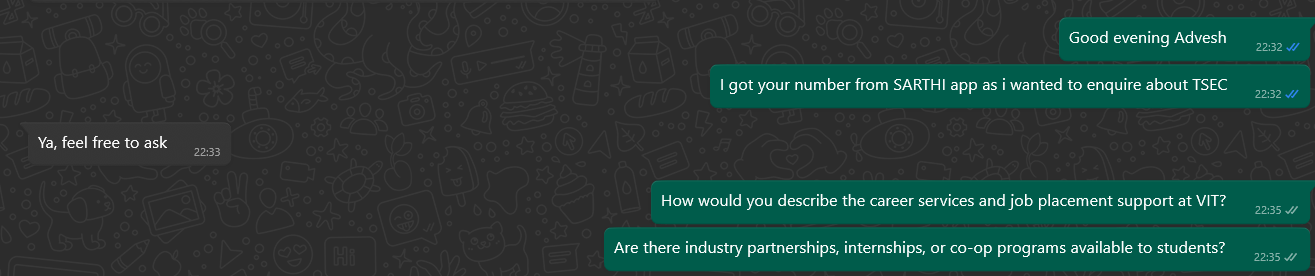 Good evening Advesh
22:32
I got your number from SARTHI app as i wanted to enquire about TSEC
22:32
Ya, feel free to ask
22:33
How would you describe the career services and job placement support at VIT?
22:35
Are there industry partnerships, internships, or co-op programs available to students?
22:35